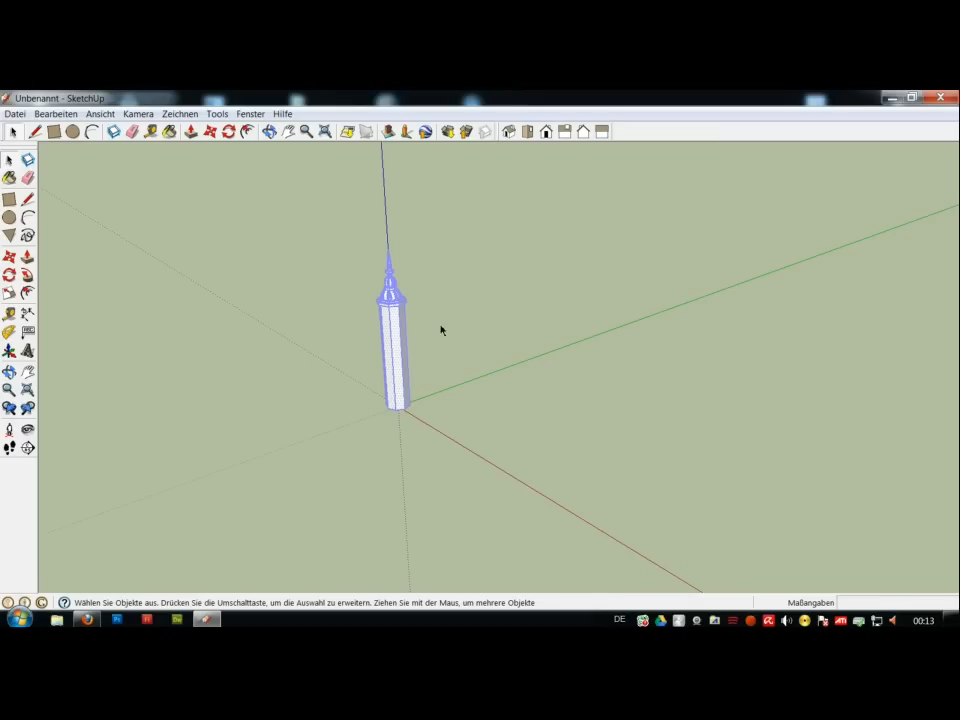 Unbenannt - SketchUp
Datei Bearbeiten Ansicht Kamera Zeichnen Tools Fenster Hilfe
Wählen Sie Objekte aus. Drücken Sie die Umschalttaste, um die Auswahl zu erweitern. Ziehen Sie mit der Maus, um mehrere Objekte
Maßangaben
DE
00:13